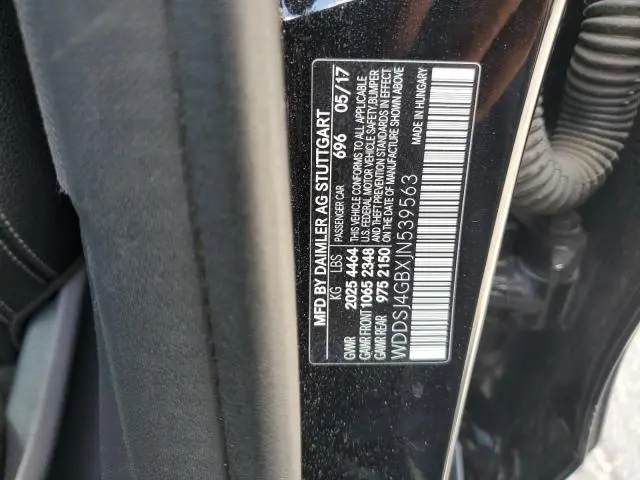 MFD BY DAIMLER AG STUTTGART
KG LBS PASSENGER CAR 696 05/17
GVWR 2025 4464 THIS VEHICLE CONFORMS TO ALL APPLICABLE
GAWR FRONT 1065 2348 U.S. FEDERAL MOTOR VEHICLE SAFETY,BUMPER
GAWR REAR 975 2150 AND THEFT PREVENTION STANDARDS IN EFFECT
ON THE DATE OF MANUFACTURE SHOWN ABOVE
WDDSJ4GBXJN539563 MADE IN HUNGARY